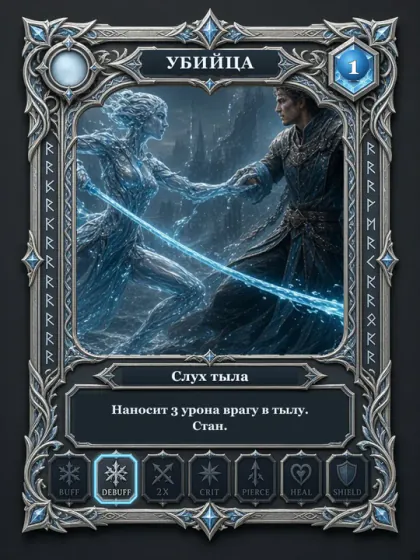 УБИЙЦА
1
Слух тыла
Наносит 3 урона врагу в тылу.
Стан.
BUFF
DEBUFF
2X
CRIT
PIERCE
HEAL
SHIELD